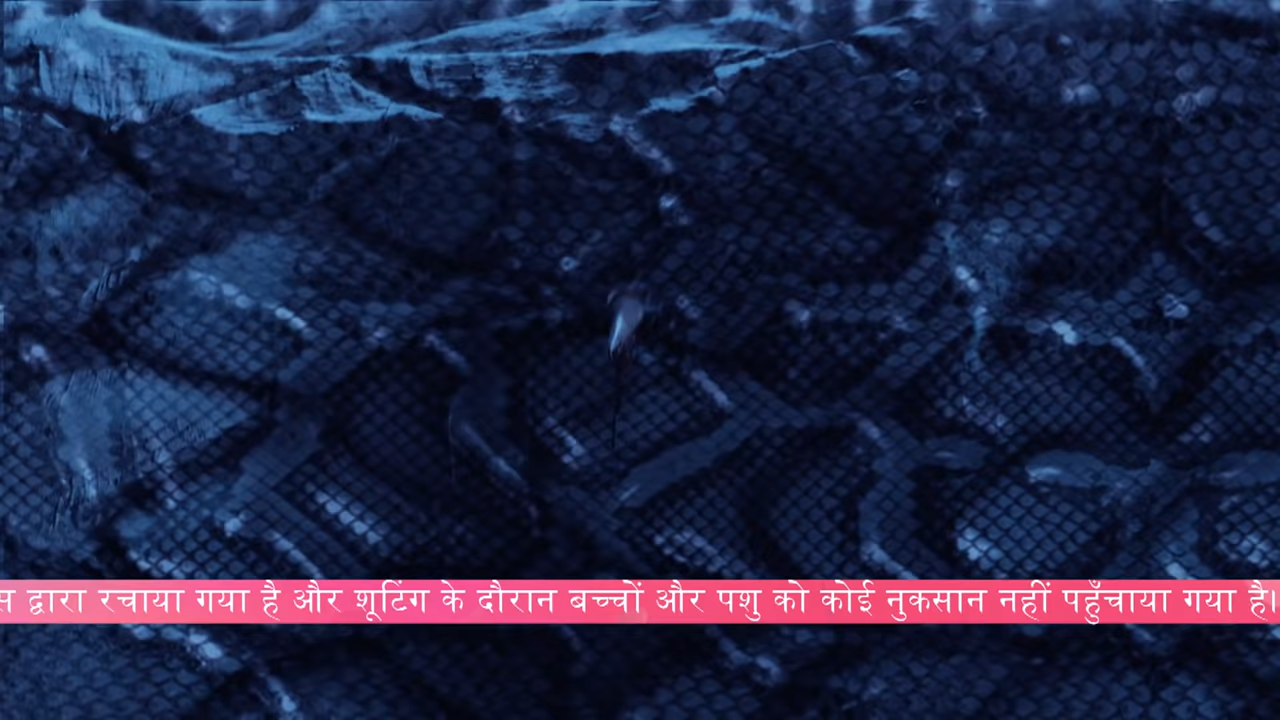 द्वारा रचाया गया है और शूटिंग के दौरान बच्चों और पशु को कोई नुकसान नहीं पहुँचाया गया है।